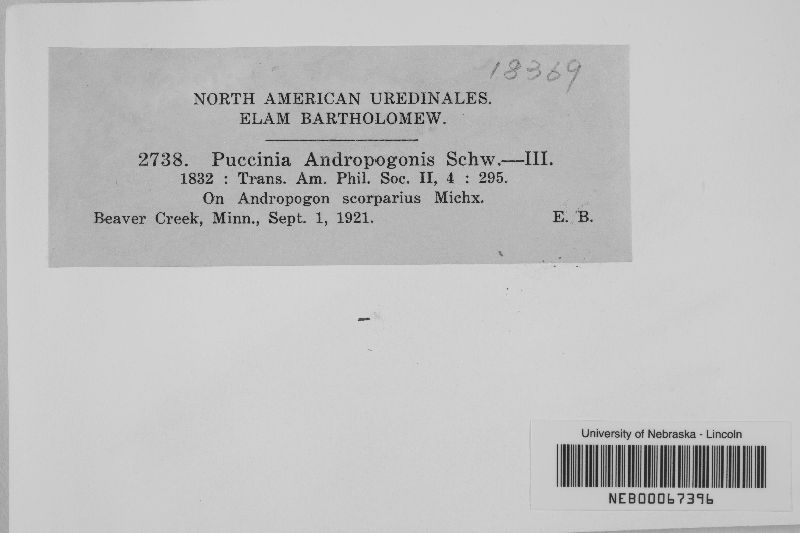 18369
NORTH AMERICAN UREDINALES.
ELAM BARTHOLOMEW.
2738. Puccinia Andropogonis Schw.—III.
1832 : Trans. Am. Phil. Soc. II, 4 : 295.
On Andropogon scorparius Michx.
Beaver Creek, Minn., Sept. 1, 1921. E. B.
University of Nebraska - Lincoln
NEB00067396